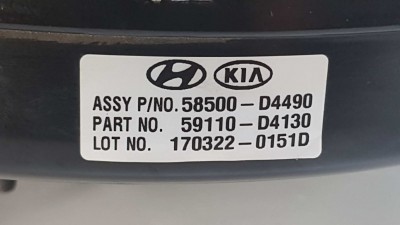 KIA
ASSY P/NO. 58500-D4490
PART NO. 59110-D4130
LOT NO. 170322-0151D